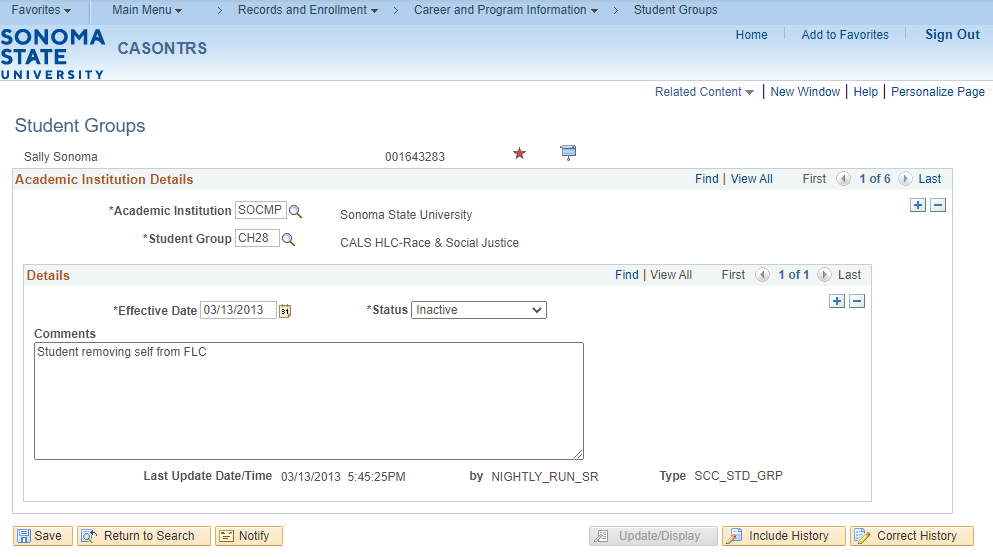 Favorites Main Menu > Records and Enrollment > Career and Program Information > Student Groups
SONOMA
STATE
UNIVERSITY
CASONTRS
Home Add to Favorites Sign Out
Related Content New Window Help Personalize Page
Student Groups
Sally Sonoma 001643283
Academic Institution Details Find | View All First 1 of 6 Last
*Academic Institution SOCMP Sonoma State University
*Student Group CH28 CALS HLC-Race & Social Justice
Details Find | View All First 1 of 1 Last
*Effective Date 03/13/2013 31 *Status Inactive
Comments
Student removing self from FLC
Last Update Date/Time 03/13/2013 5:45:25PM by NIGHTLY_RUN_SR Type SCC_STD_GRP
Save Return to Search Notify Update/Display Include History Correct History